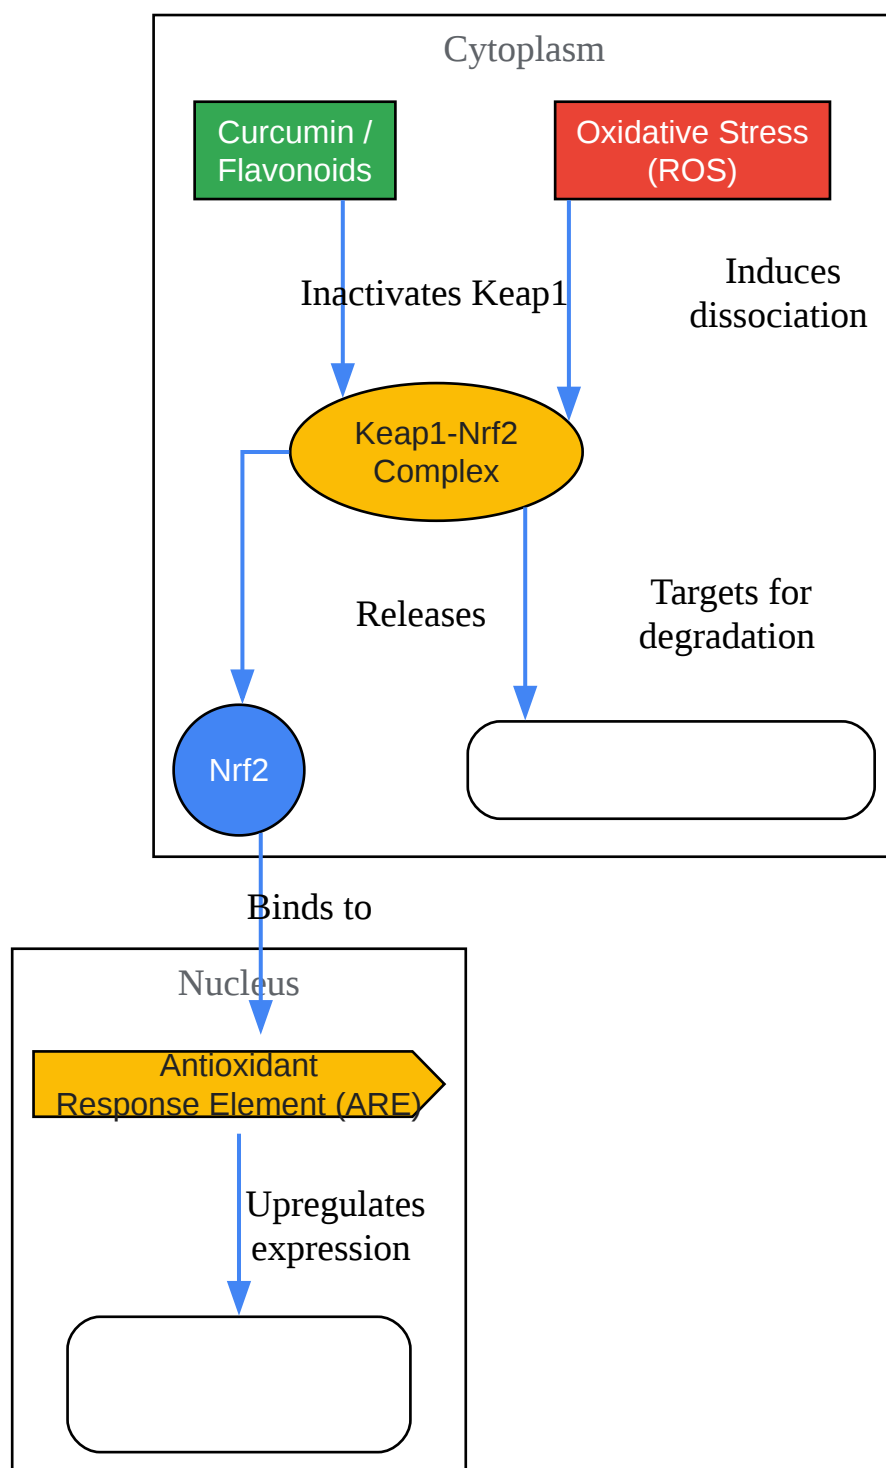 Cytoplasm
Curcumin /
Flavonoids
Oxidative Stress
(ROS)
Inactivates Keap1
Induces
dissociation
Keap1-Nrf2
Complex
Releases
Targets for
degradation
Nrf2
Binds to
Nucleus
Antioxidant
Response Element (ARE)
Upregulates
expression